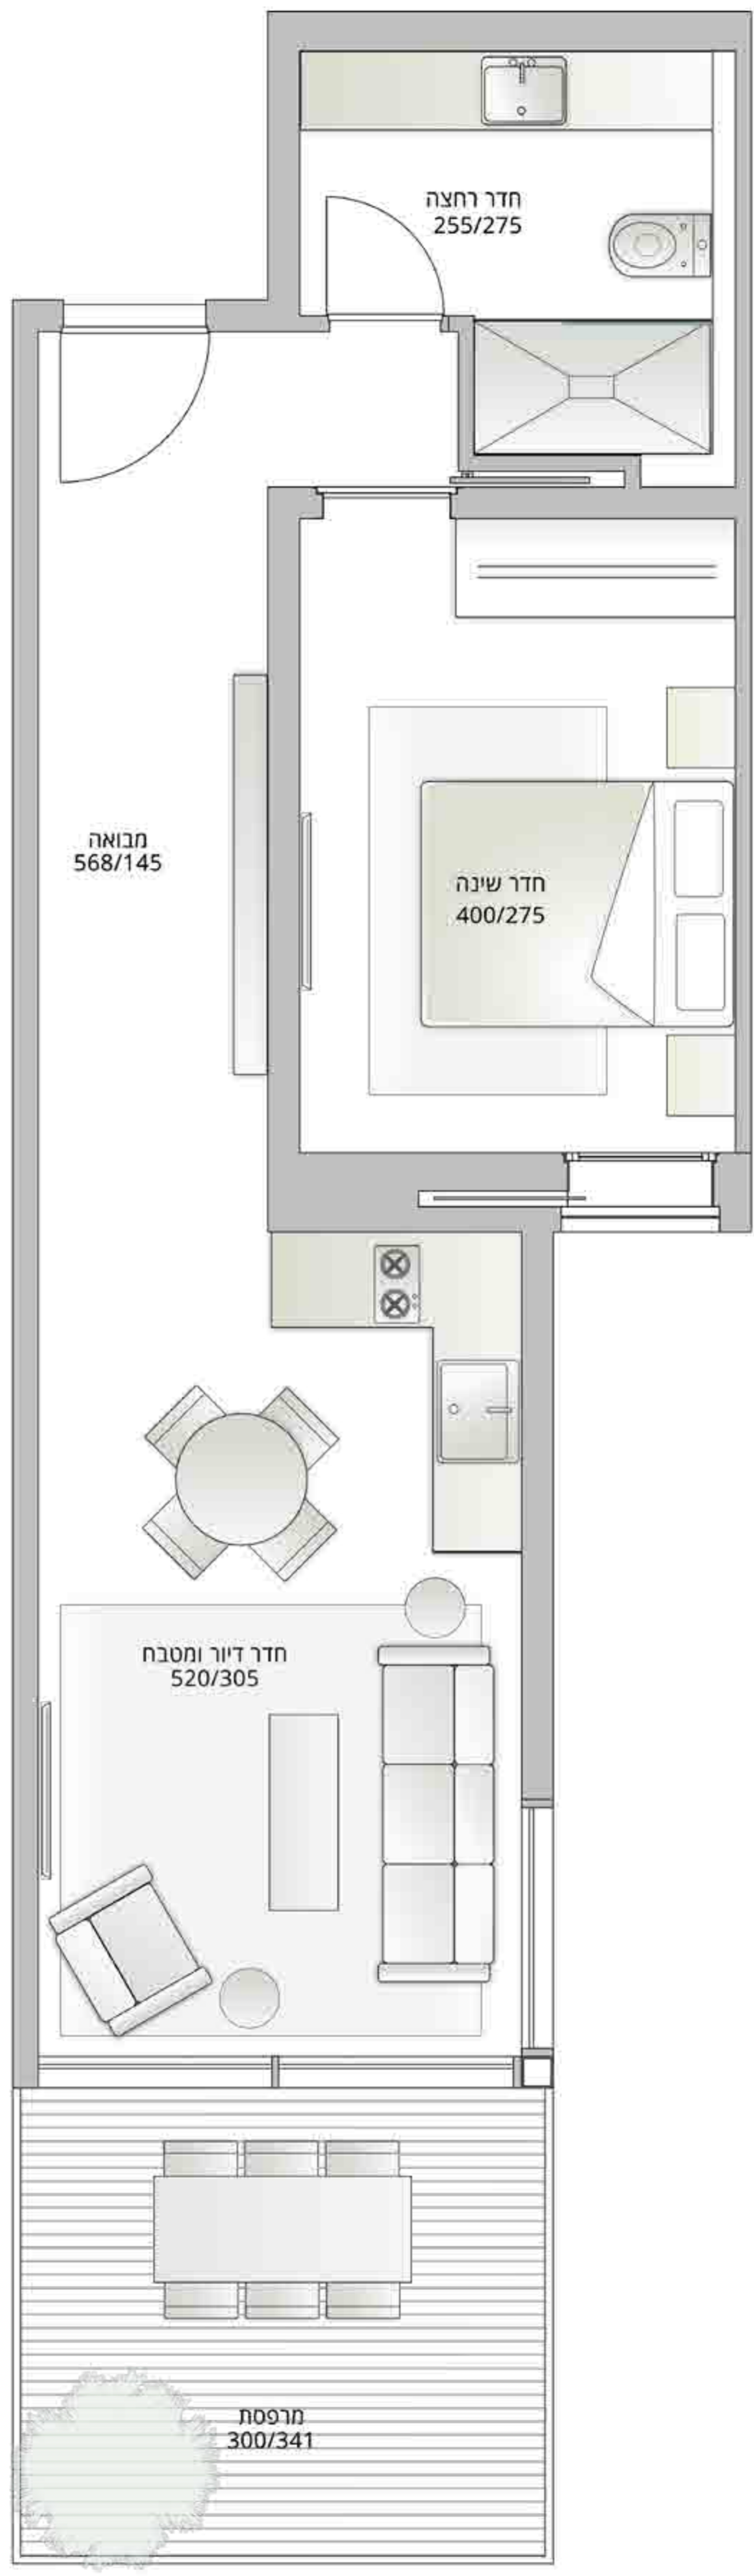 חדר רחצה
255/275
מבואה
568/145
חדר שינה
400/275
חדר דיור ומטבח
520/305
מרפסת
300/341